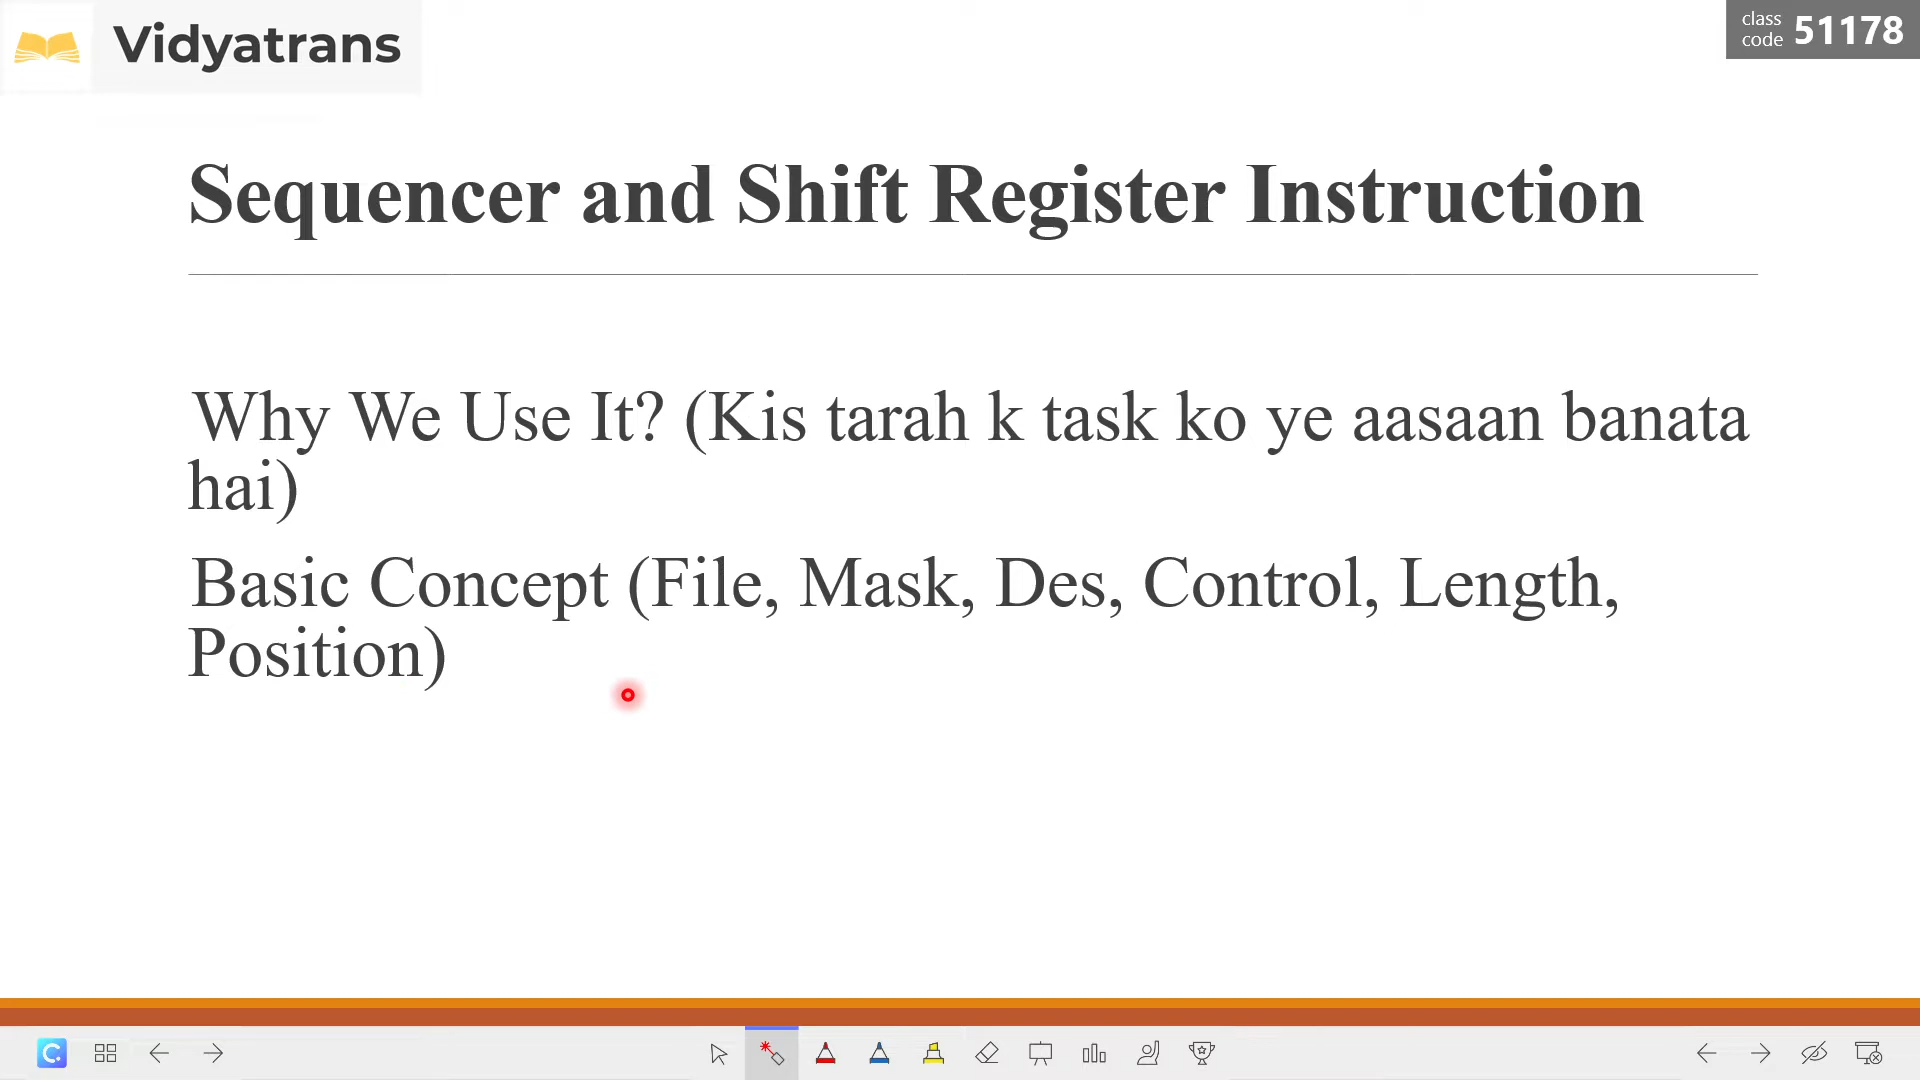 Vidyatrans
class
code 51178
Sequencer and Shift Register Instruction
Why We Use It? (Kis tarah k task ko ye aasaan banata
hai)
Basic Concept (File, Mask, Des, Control, Length,
Position)